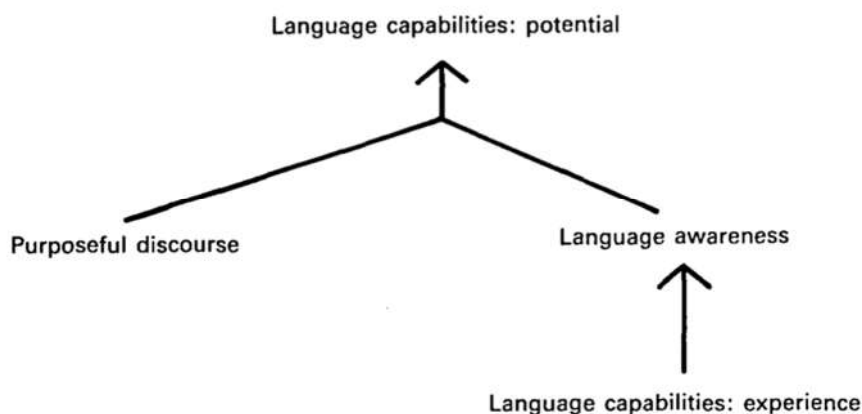 Language capabilities: potential
Purposeful discourse
Language awareness
Language capabilities: experience